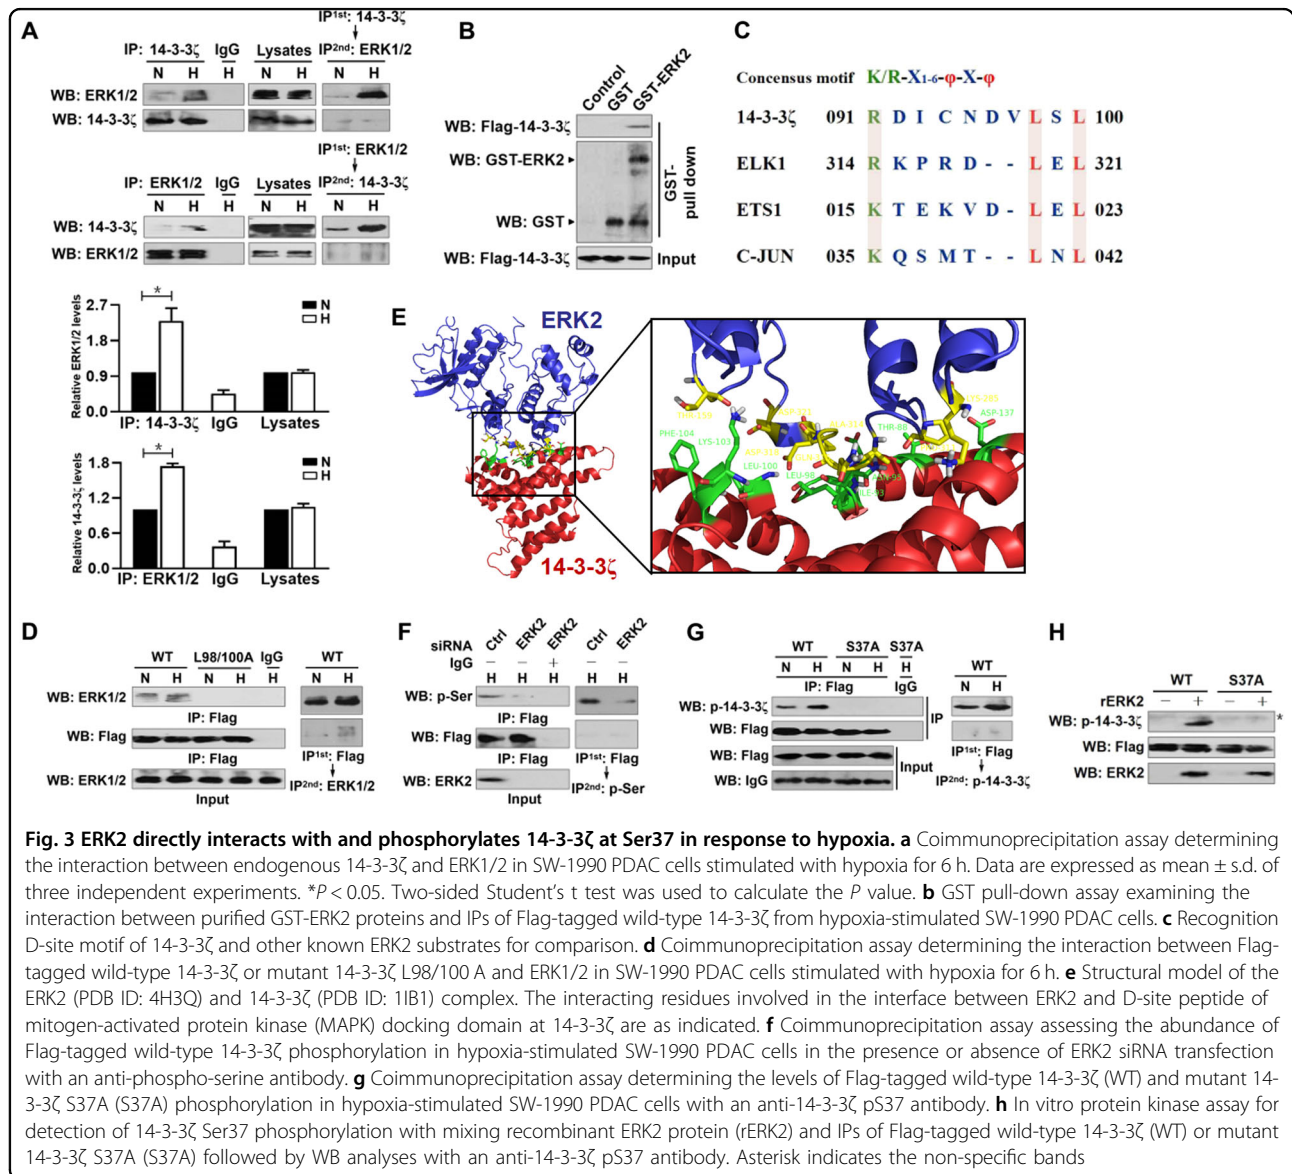 A
IP: 14-3-3ζ IgG Lysates
IP1st: 14-3-3ζ
IP2nd: ERK1/2
N H H N H N H
WB: ERK1/2
WB: 14-3-3ζ
IP1st: ERK1/2
IP: ERK1/2 IgG Lysates IP2nd: 14-3-3ζ
N H H N H N H
WB: 14-3-3ζ
WB: ERK1/2
Relative ERK1/2 levels
2.7
1.8
0.9
0.0
*
N
H
IP: 14-3-3ζ IgG Lysates
Relative 14-3-3ζ levels
1.8
1.2
0.6
0.0
*
N
H
IP: ERK1/2 IgG Lysates
B
Control
GST
GST-ERK2
WB: Flag-14-3-3ζ
WB: GST-ERK2
WB: GST
GST-pull down
WB: Flag-14-3-3ζ Input
C
Concensus motif K/R-X1-6-φ-X-φ
14-3-3ζ 091 R D I C N D V L S L 100
ELK1 314 R K P R D - - L E L 321
ETS1 015 K T E K V D - L E L 023
C-JUN 035 K Q S M T - - L N L 042
E
ERK2
14-3-3ζ
PHE-104
LYS-103
LEU-100
LEU-98
THR-88
ASP-137
D
WT L98/100A IgG WT
N H N H H N H
WB: ERK1/2
IP: Flag
WB: Flag
IP: Flag
WB: ERK1/2
Input
IP1st: Flag
IP2nd: ERK1/2
F
siRNA Ctrl ERK2 ERK2 Ctrl ERK2
IgG – – + – –
H H H H H
WB: p-Ser
IP: Flag
WB: Flag
IP: Flag
WB: ERK2
Input
IP1st: Flag
IP2nd: p-Ser
G
WT S37A S37A WT
N H N H H N H
IP: Flag IgG
WB: p-14-3-3ζ
WB: Flag
IP
WB: Flag
WB: IgG
Input
IP1st: Flag
IP2nd: p-14-3-3ζ
H
WT S37A
rERK2 – + – +
WB: p-14-3-3ζ *
WB: Flag
WB: ERK2
Fig. 3 ERK2 directly interacts with and phosphorylates 14-3-3ζ at Ser37 in response to hypoxia. a Coimmunoprecipitation assay determining
the interaction between endogenous 14-3-3ζ and ERK1/2 in SW-1990 PDAC cells stimulated with hypoxia for 6 h. Data are expressed as mean ± s.d. of
three independent experiments. *P < 0.05. Two-sided Student's t test was used to calculate the P value. b GST pull-down assay examining the
interaction between purified GST-ERK2 proteins and IPs of Flag-tagged wild-type 14-3-3ζ from hypoxia-stimulated SW-1990 PDAC cells. c Recognition
D-site motif of 14-3-3ζ and other known ERK2 substrates for comparison. d Coimmunoprecipitation assay determining the interaction between Flag-
tagged wild-type 14-3-3ζ or mutant 14-3-3ζ L98/100 A and ERK1/2 in SW-1990 PDAC cells stimulated with hypoxia for 6 h. e Structural model of the
ERK2 (PDB ID: 4H3Q) and 14-3-3ζ (PDB ID: 1IB1) complex. The interacting residues involved in the interface between ERK2 and D-site peptide of
mitogen-activated protein kinase (MAPK) docking domain at 14-3-3ζ are as indicated. f Coimmunoprecipitation assay assessing the abundance of
Flag-tagged wild-type 14-3-3ζ phosphorylation in hypoxia-stimulated SW-1990 PDAC cells in the presence or absence of ERK2 siRNA transfection
with an anti-phospho-serine antibody. g Coimmunoprecipitation assay determining the levels of Flag-tagged wild-type 14-3-3ζ (WT) and mutant 14-
3-3ζ S37A (S37A) phosphorylation in hypoxia-stimulated SW-1990 PDAC cells with an anti-14-3-3ζ pS37 antibody. h In vitro protein kinase assay for
detection of 14-3-3ζ Ser37 phosphorylation with mixing recombinant ERK2 protein (rERK2) and IPs of Flag-tagged wild-type 14-3-3ζ (WT) or mutant
14-3-3ζ S37A (S37A) followed by WB analyses with an anti-14-3-3ζ pS37 antibody. Asterisk indicates the non-specific bands